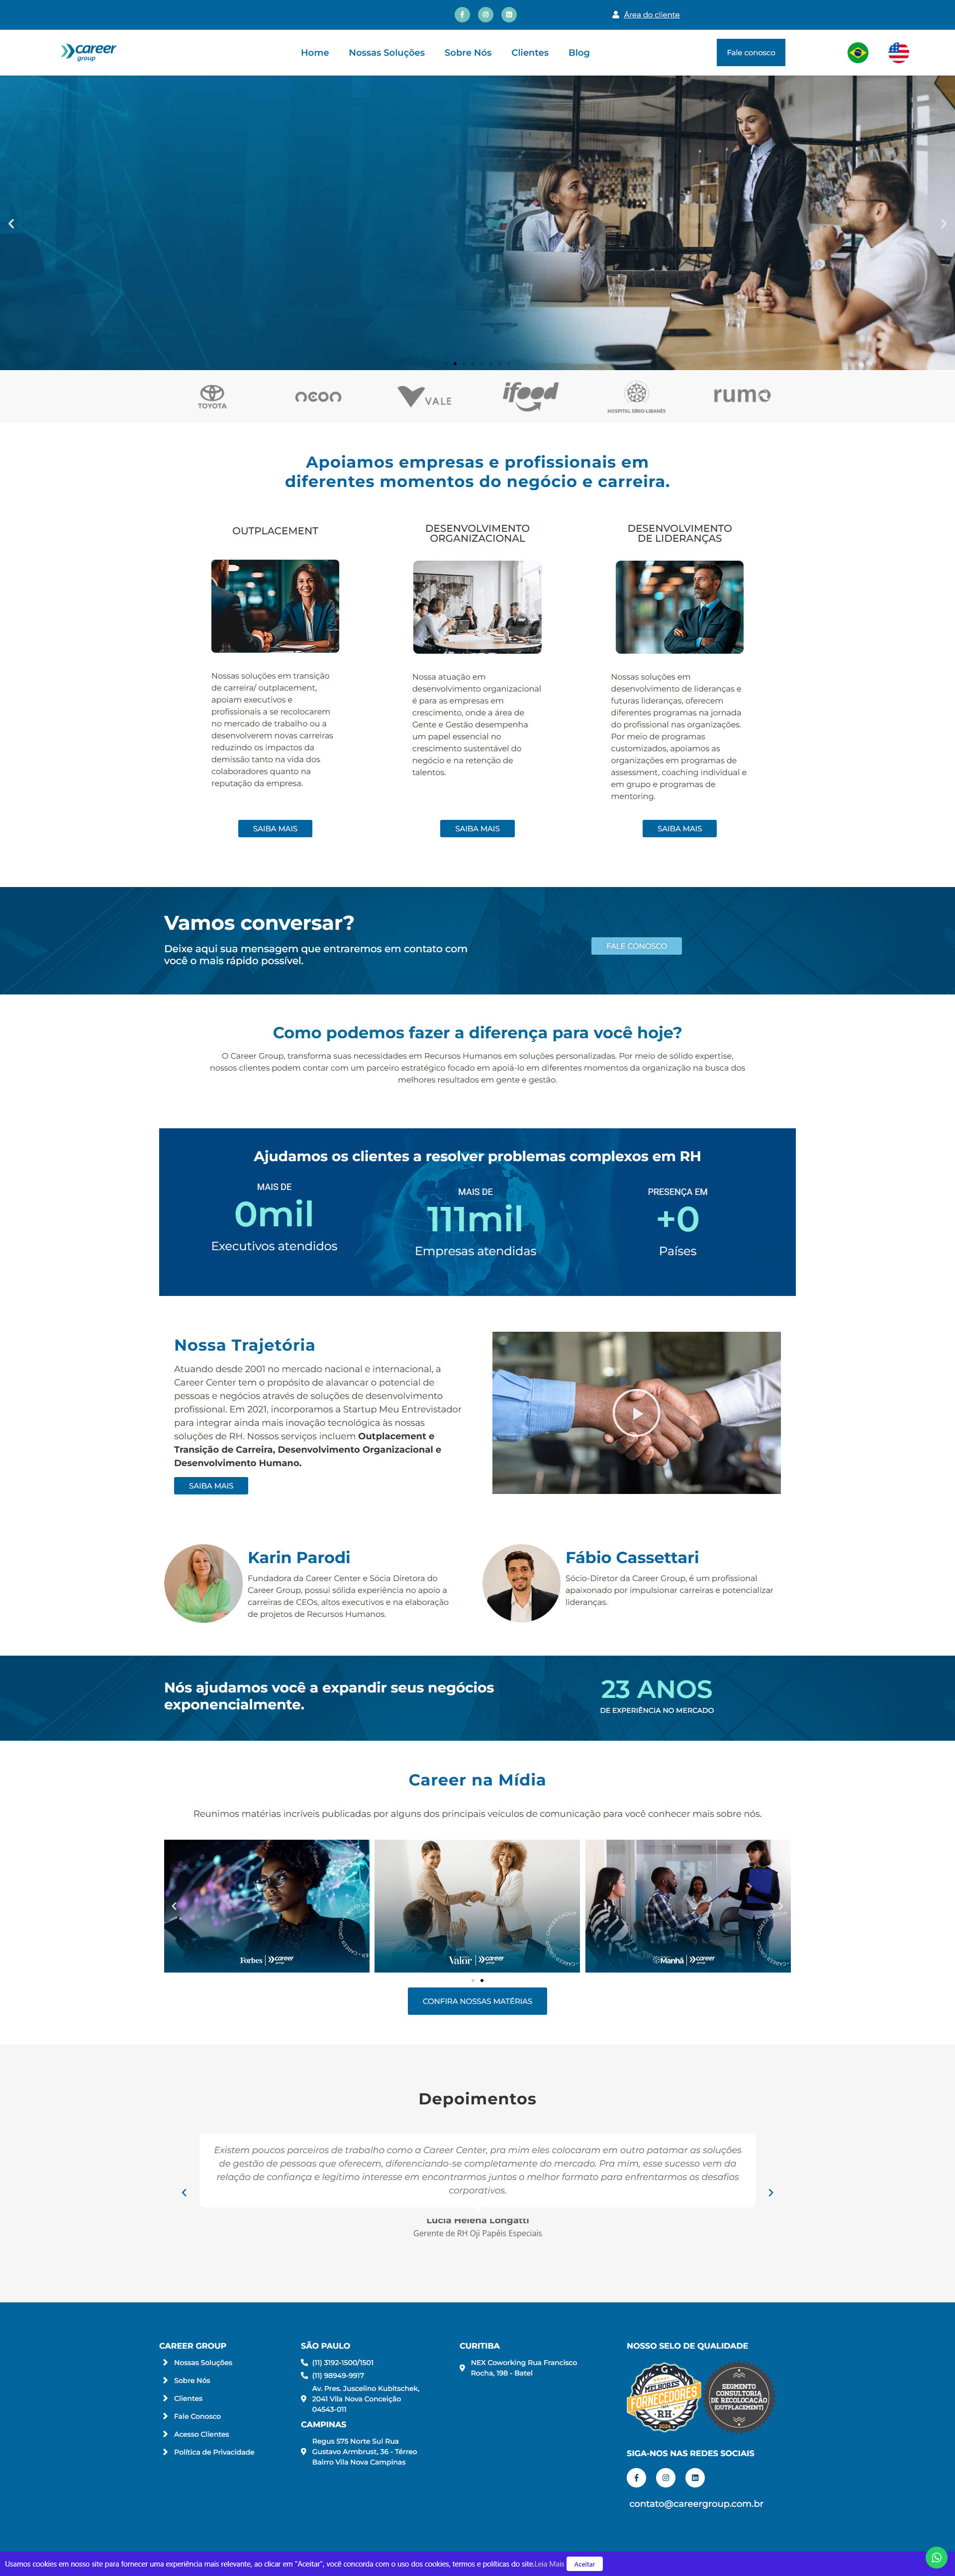 Área do cliente
career
group
Home
Nossas Soluções
Sobre Nós
Clientes
Blog
Fale conosco
TOYOTA
neon
VALE
ifood
HOSPITAL SÍRIO-LIBANÊS
rumo
Apoiamos empresas e profissionais em
diferentes momentos do negócio e carreira.
OUTPLACEMENT
Nossas soluções em transição
de carreira/ outplacement,
apoiam executivos e
profissionais a se recolocarem
no mercado de trabalho ou a
desenvolverem novas carreiras
reduzindo os impactos da
demissão tanto na vida dos
colaboradores quanto na
reputação da empresa.
SAIBA MAIS
DESENVOLVIMENTO
ORGANIZACIONAL
Nossa atuação em
desenvolvimento organizacional
é para as empresas em
crescimento, onde a área de
Gente e Gestão desempenha
um papel essencial no
crescimento sustentável do
negócio e na retenção de
talentos.
SAIBA MAIS
DESENVOLVIMENTO
DE LIDERANÇAS
Nossas soluções em
desenvolvimento de lideranças e
futuras lideranças, oferecem
diferentes programas na jornada
do profissional nas organizações.
Por meio de programas
customizados, apoiamos as
organizações em programas de
assessment, coaching individual e
em grupo e programas de
mentoring.
SAIBA MAIS
Vamos conversar?
Deixe aqui sua mensagem que entraremos em contato com
você o mais rápido possível.
FALE CONOSCO
Como podemos fazer a diferença para você hoje?
O Career Group, transforma suas necessidades em Recursos Humanos em soluções personalizadas. Por meio de sólido expertise,
nossos clientes podem contar com um parceiro estratégico focado em apoiá-lo em diferentes momentos da organização na busca dos
melhores resultados em gente e gestão.
Ajudamos os clientes a resolver problemas complexos em RH
MAIS DE
0mil
Executivos atendidos
MAIS DE
111mil
Empresas atendidas
PRESENÇA EM
+0
Países
Nossa Trajetória
Atuando desde 2001 no mercado nacional e internacional, a
Career Center tem o propósito de alavancar o potencial de
pessoas e negócios através de soluções de desenvolvimento
profissional. Em 2021, incorporamos a Startup Meu Entrevistador
para integrar ainda mais inovação tecnológica às nossas
soluções de RH. Nossos serviços incluem Outplacement e
Transição de Carreira, Desenvolvimento Organizacional e
Desenvolvimento Humano.
SAIBA MAIS
Karin Parodi
Fundadora da Career Center e Sócia Diretora do
Career Group, possui sólida experiência no apoio a
carreiras de CEOs, altos executivos e na elaboração
de projetos de Recursos Humanos.
Fábio Cassettari
Sócio-Diretor da Career Group, é um profissional
apaixonado por impulsionar carreiras e potencializar
lideranças.
Nós ajudamos você a expandir seus negócios
exponencialmente.
23 ANOS
DE EXPERIÊNCIA NO MERCADO
Career na Mídia
Reunimos matérias incríveis publicadas por alguns dos principais veículos de comunicação para você conhecer mais sobre nós.
Forbes career
Valor career
Manhã career
CONFIRA NOSSAS MATÉRIAS
Depoimentos
Existem poucos parceiros de trabalho como a Career Center, pra mim eles colocaram em outro patamar as soluções
de gestão de pessoas que oferecem, diferenciando-se completamente do mercado. Pra mim, esse sucesso vem da
relação de confiança e legítimo interesse em encontrarmos juntos o melhor formato para enfrentarmos os desafios
corporativos.
Lucia Helena Longatti
Gerente de RH Oji Papéis Especiais
CAREER GROUP
Nossas Soluções
Sobre Nós
Clientes
Fale Conosco
Acesso Clientes
Política de Privacidade
SÃO PAULO
(11) 3192-1500/1501
(11) 98949-9917
Av. Pres. Juscelino Kubitschek,
2041 Vila Nova Conceição
04543-011
CAMPINAS
Regus 575 Norte Sul Rua
Gustavo Armbrust, 36 - Térreo
Bairro Vila Nova Campinas
CURITIBA
NEX Coworking Rua Francisco
Rocha, 198 - Batel
NOSSO SELO DE QUALIDADE
MELHORES
FORNECEDORES
RH
2024
SEGMENTO
CONSULTORIA
DE RECOLOCAÇÃO
(OUTPLACEMENT)
SIGA-NOS NAS REDES SOCIAIS
contato@careergroup.com.br
Usamos cookies em nosso site para fornecer uma experiência mais relevante, ao clicar em "Aceitar", você concorda com o uso dos cookies, termos e políticas do site.Leia Mais
Aceitar